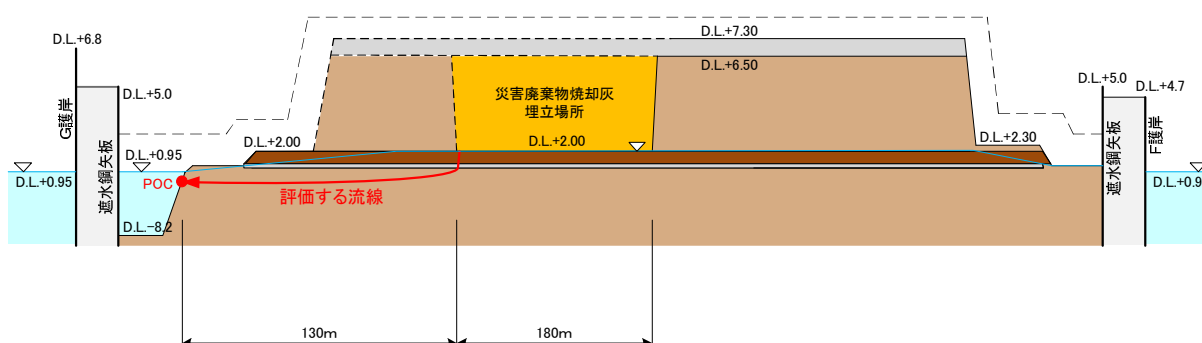 D.L.+7.30
D.L.+6.8
D.L.+6.50
D.L.+5.0
G護岸
遮水鋼矢板
災害廃棄物焼却灰
埋立場所
D.L.+5.0
D.L.+4.7
遮水鋼矢板
F護岸
D.L.+2.00
D.L.+2.00
D.L.+2.30
D.L.+0.95
D.L.+0.95
POC
評価する流線
D.L.-8.2
D.L.+0.9
130m
180m